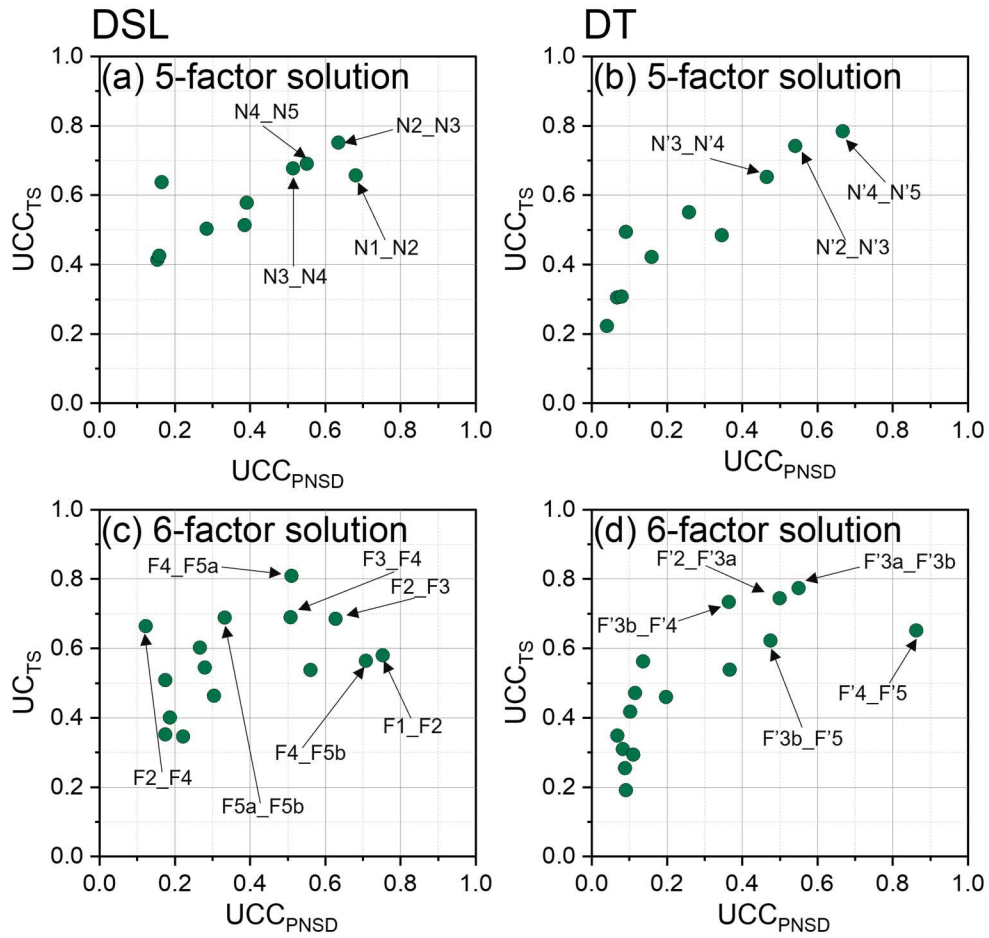 DSL
DT
(a) 5-factor solution
(b) 5-factor solution
1.0
0.8
0.6
0.4
0.2
0.0
UCC_TS
N4_N5
N2_N3
N1_N2
N3_N4
0.0 0.2 0.4 0.6 0.8 1.0
UCC_PNSD
1.0
0.8
0.6
0.4
0.2
0.0
UCC_TS
N'3_N'4
N'4_N'5
N'2_N'3
0.0 0.2 0.4 0.6 0.8 1.0
UCC_PNSD
(c) 6-factor solution
(d) 6-factor solution
1.0
0.8
0.6
0.4
0.2
0.0
UC_TS
F3_F4
F4_F5a
F2_F3
F4_F5b
F1_F2
F2_F4
F5a_F5b
0.0 0.2 0.4 0.6 0.8 1.0
UCC_PNSD
1.0
0.8
0.6
0.4
0.2
0.0
UCC_TS
F'2_F'3a
F'3a_F'3b
F'3b_F'4
F'4_F'5
F'3b_F'5
0.0 0.2 0.4 0.6 0.8 1.0
UCC_PNSD